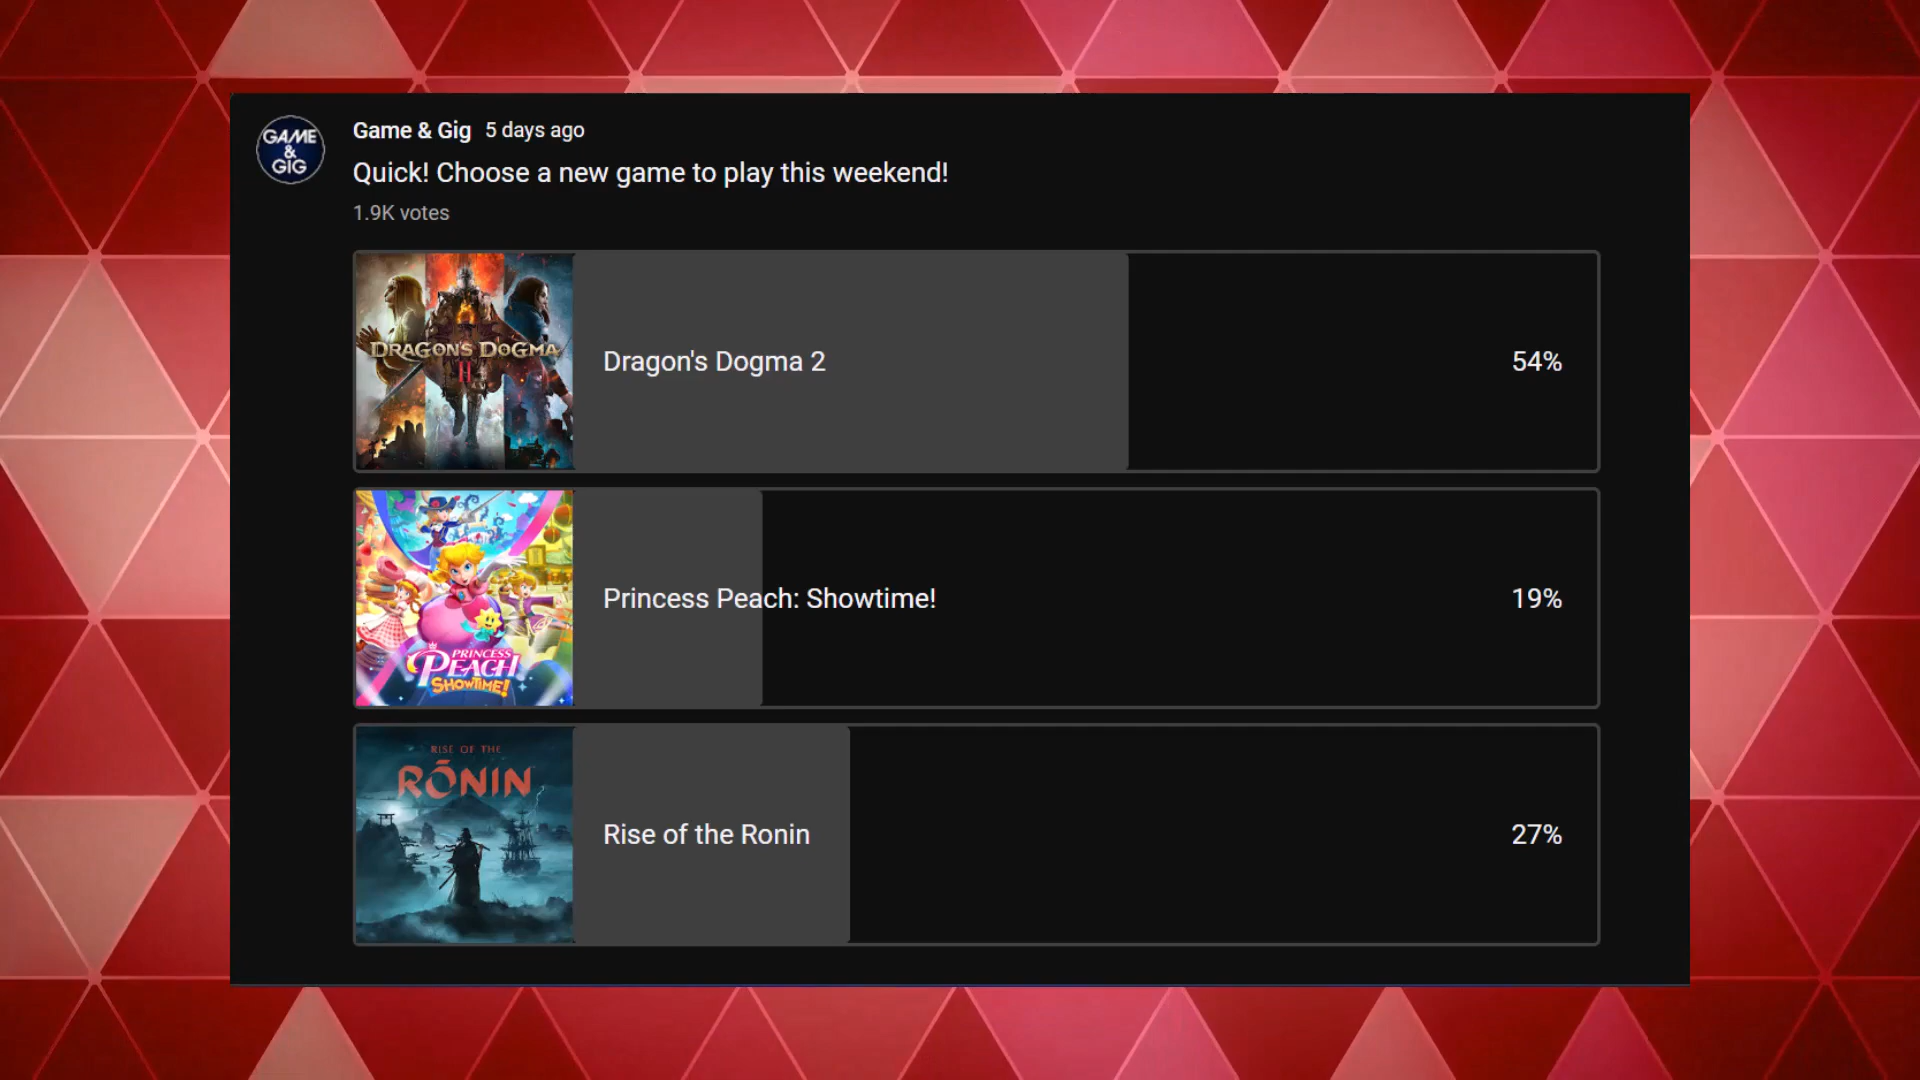 GAME
&
GIG
Game & Gig 5 days ago
Quick! Choose a new game to play this weekend!
1.9K votes
DRAGON'S DOGMA
II
Dragon's Dogma 2
54%
PRINCESS
PEACH
SHOWTIME!
Princess Peach: Showtime!
19%
RISE OF THE
RŌNIN
Rise of the Ronin
27%